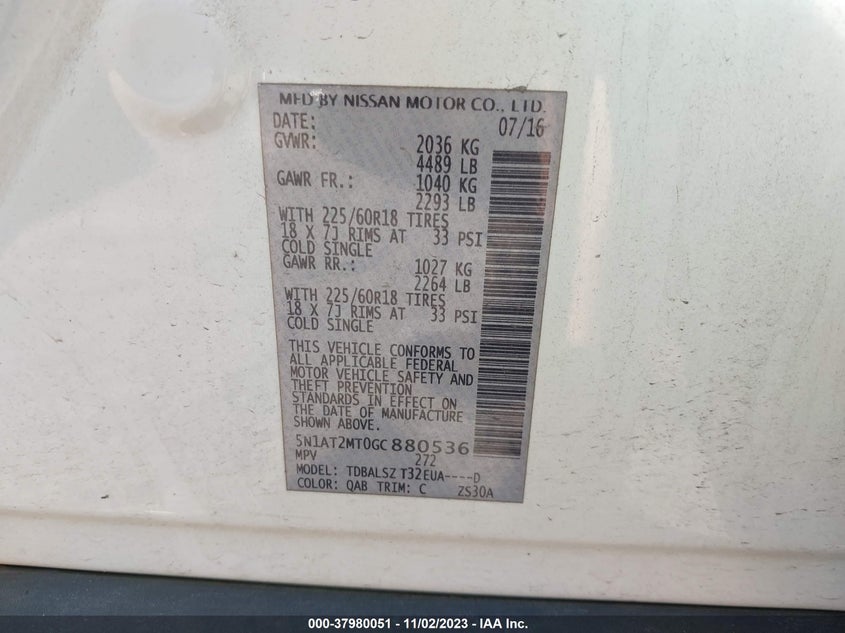 MFD BY NISSAN MOTOR CO., LTD.
DATE: 07/16
GVWR: 2036 KG
4489 LB
GAWR FR.: 1040 KG
2293 LB
WITH 225/60R18 TIRES
18 X 7J RIMS AT 33 PSI
COLD SINGLE
GAWR RR.: 1027 KG
2264 LB
WITH 225/60R18 TIRES
18 X 7J RIMS AT 33 PSI
COLD SINGLE
THIS VEHICLE CONFORMS TO
ALL APPLICABLE FEDERAL
MOTOR VEHICLE SAFETY AND
THEFT PREVENTION
STANDARDS IN EFFECT ON
THE DATE OF MANUFACTURE
SHOWN ABOVE.
5N1AT2MT0GC880536
MPV 272
MODEL: TDBALSZ T32EUA----D
COLOR: QAB TRIM: C ZS30A
000-37980051 - 11/02/2023 - IAA Inc.